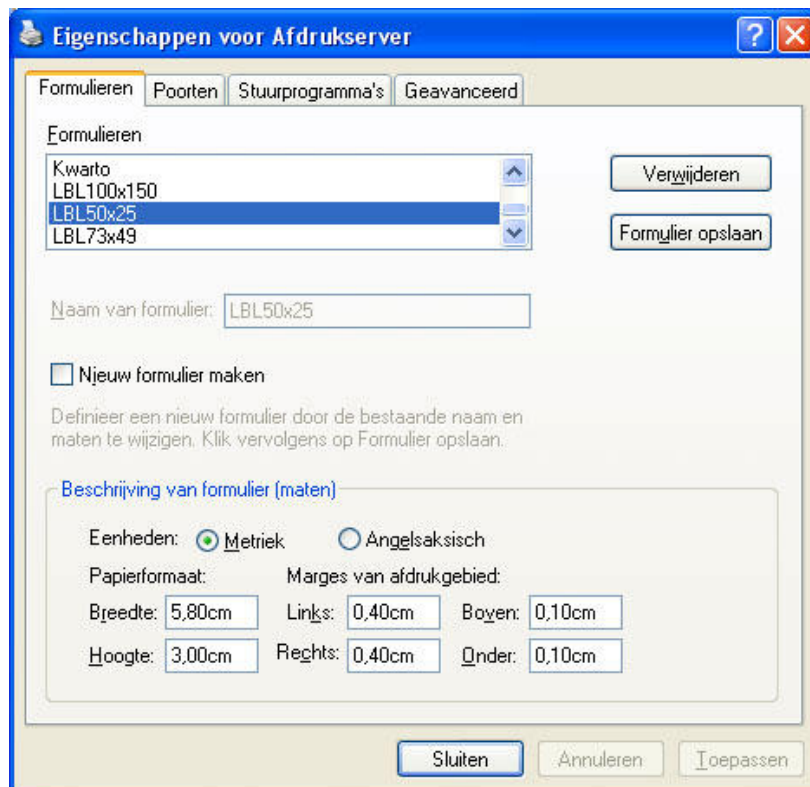 Eigenschappen voor Afdrukserver
Formulieren Poorten Stuurprogramma's Geavanceerd
Formulieren
Kwarto
LBL100x150
LBL50x25
LBL73x49
Verwijderen
Formulier opslaan
Naam van formulier: LBL50x25
Nieuw formulier maken
Definieer een nieuw formulier door de bestaande naam en
maten te wijzigen. Klik vervolgens op Formulier opslaan.
Beschrijving van formulier (maten)
Eenheden: Metriek Angelsaksisch
Papierformaat: Marges van afdrukgebied:
Breedte: 5,80cm Links: 0,40cm Boven: 0,10cm
Hoogte: 3,00cm Rechts: 0,40cm Onder: 0,10cm
Sluiten Annuleren Toepassen